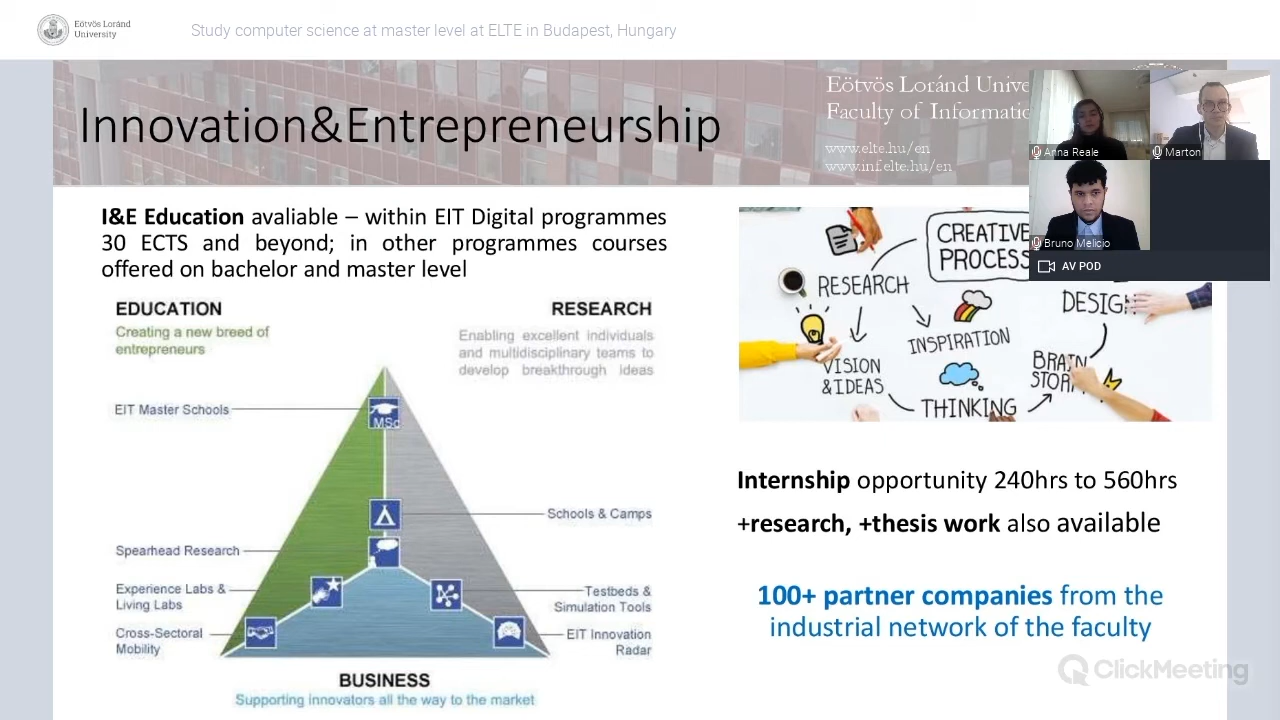 Eötvös Loránd
University
Study computer science at master level at ELTE in Budapest, Hungary
Innovation&Entrepreneurship
Eötvös Loránd
Faculty of
www.elte.hu/en
www.inf.elte.hu/en
Anna Reale
Marton
Bruno Melicio
AV POD
I&E Education avaliable – within EIT Digital programmes
30 ECTS and beyond; in other programmes courses
offered on bachelor and master level
EDUCATION
Creating a new breed of
entrepreneurs
RESEARCH
Enabling excellent individuals
and multidisciplinary teams to
develop breakthrough ideas
EIT Master Schools
MSc
Schools & Camps
Spearhead Research
Experience Labs &
Living Labs
Testbeds &
Simulation Tools
Cross-Sectoral
Mobility
EIT Innovation
Radar
BUSINESS
Supporting innovators all the way to the market
CREATIVE
PROCESS
RESEARCH
DESIGN
INSPIRATION
VISION
& IDEAS
BRAIN
STORM
THINKING
Internship opportunity 240hrs to 560hrs
+research, +thesis work also available
100+ partner companies from the
industrial network of the faculty
ClickMeeting